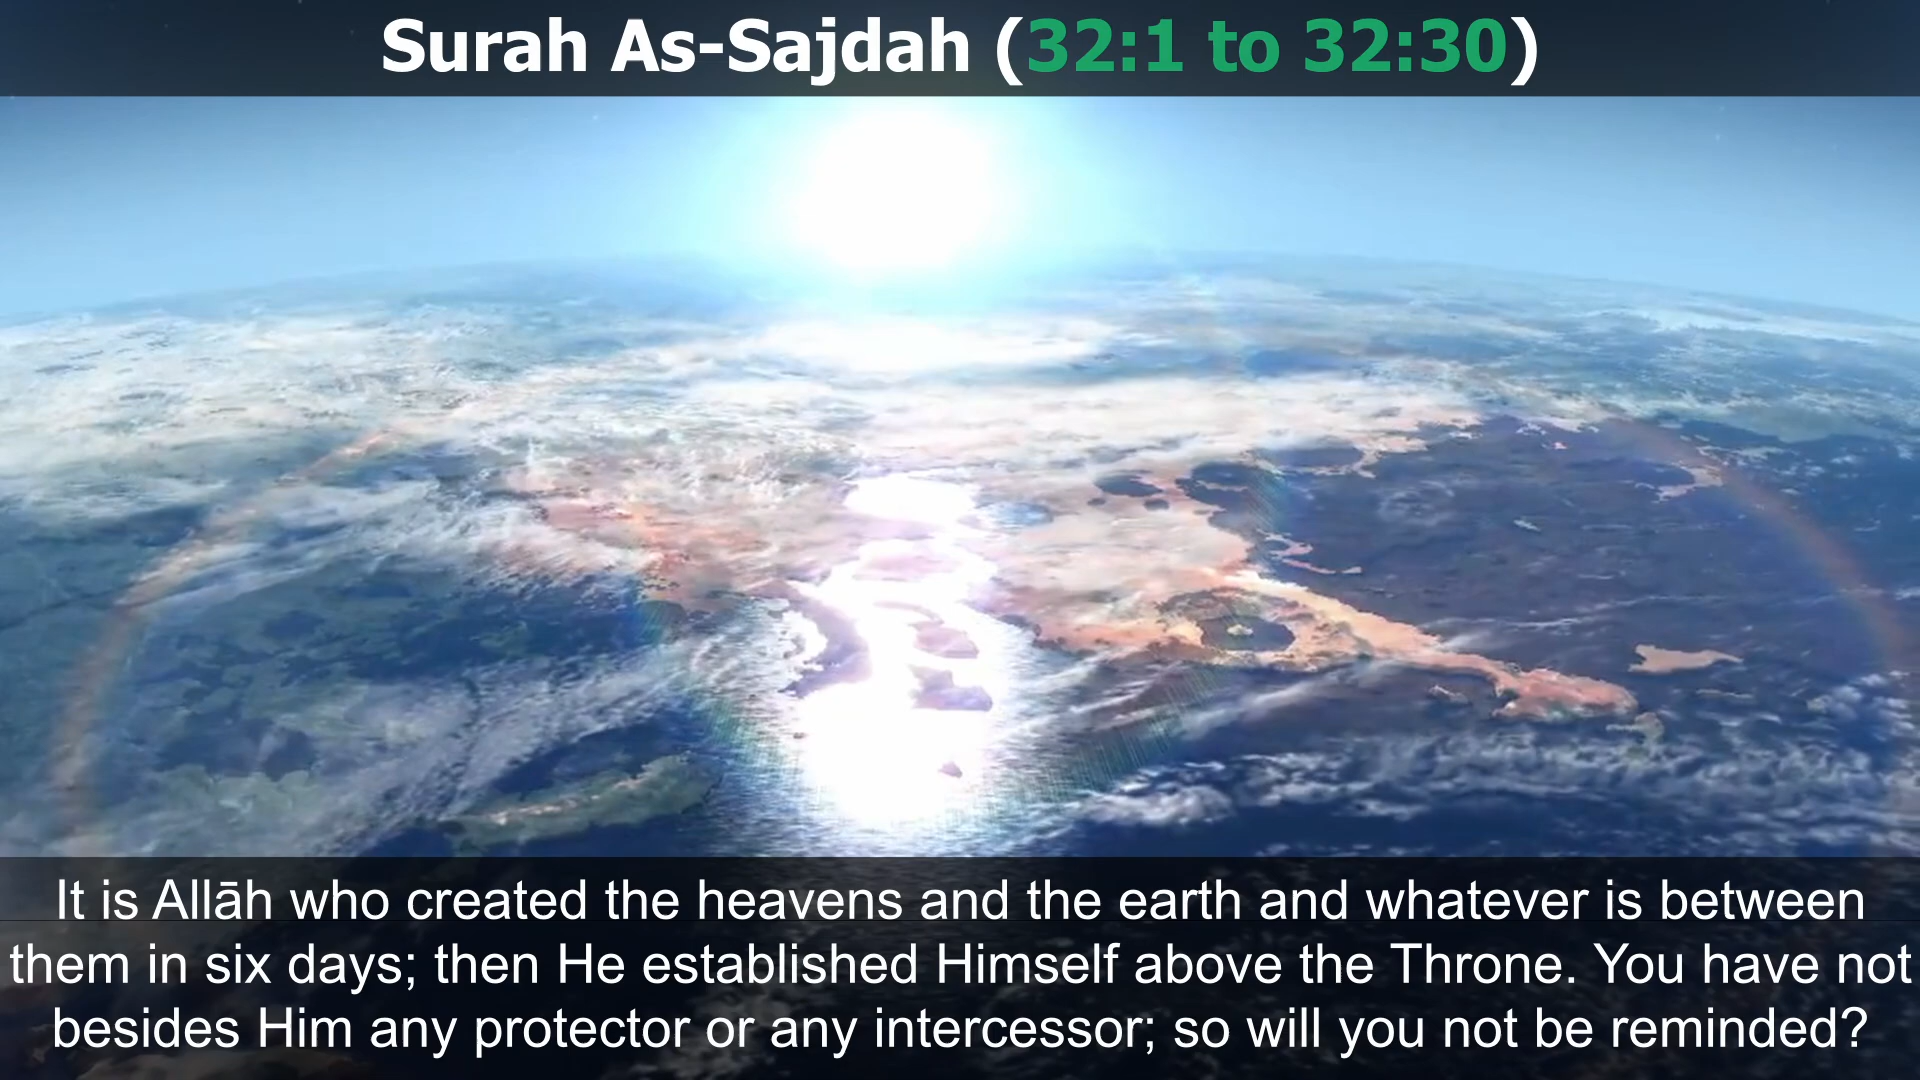 Surah As-Sajdah (32:1 to 32:30)
It is Allāh who created the heavens and the earth and whatever is between
them in six days; then He established Himself above the Throne. You have not
besides Him any protector or any intercessor; so will you not be reminded?